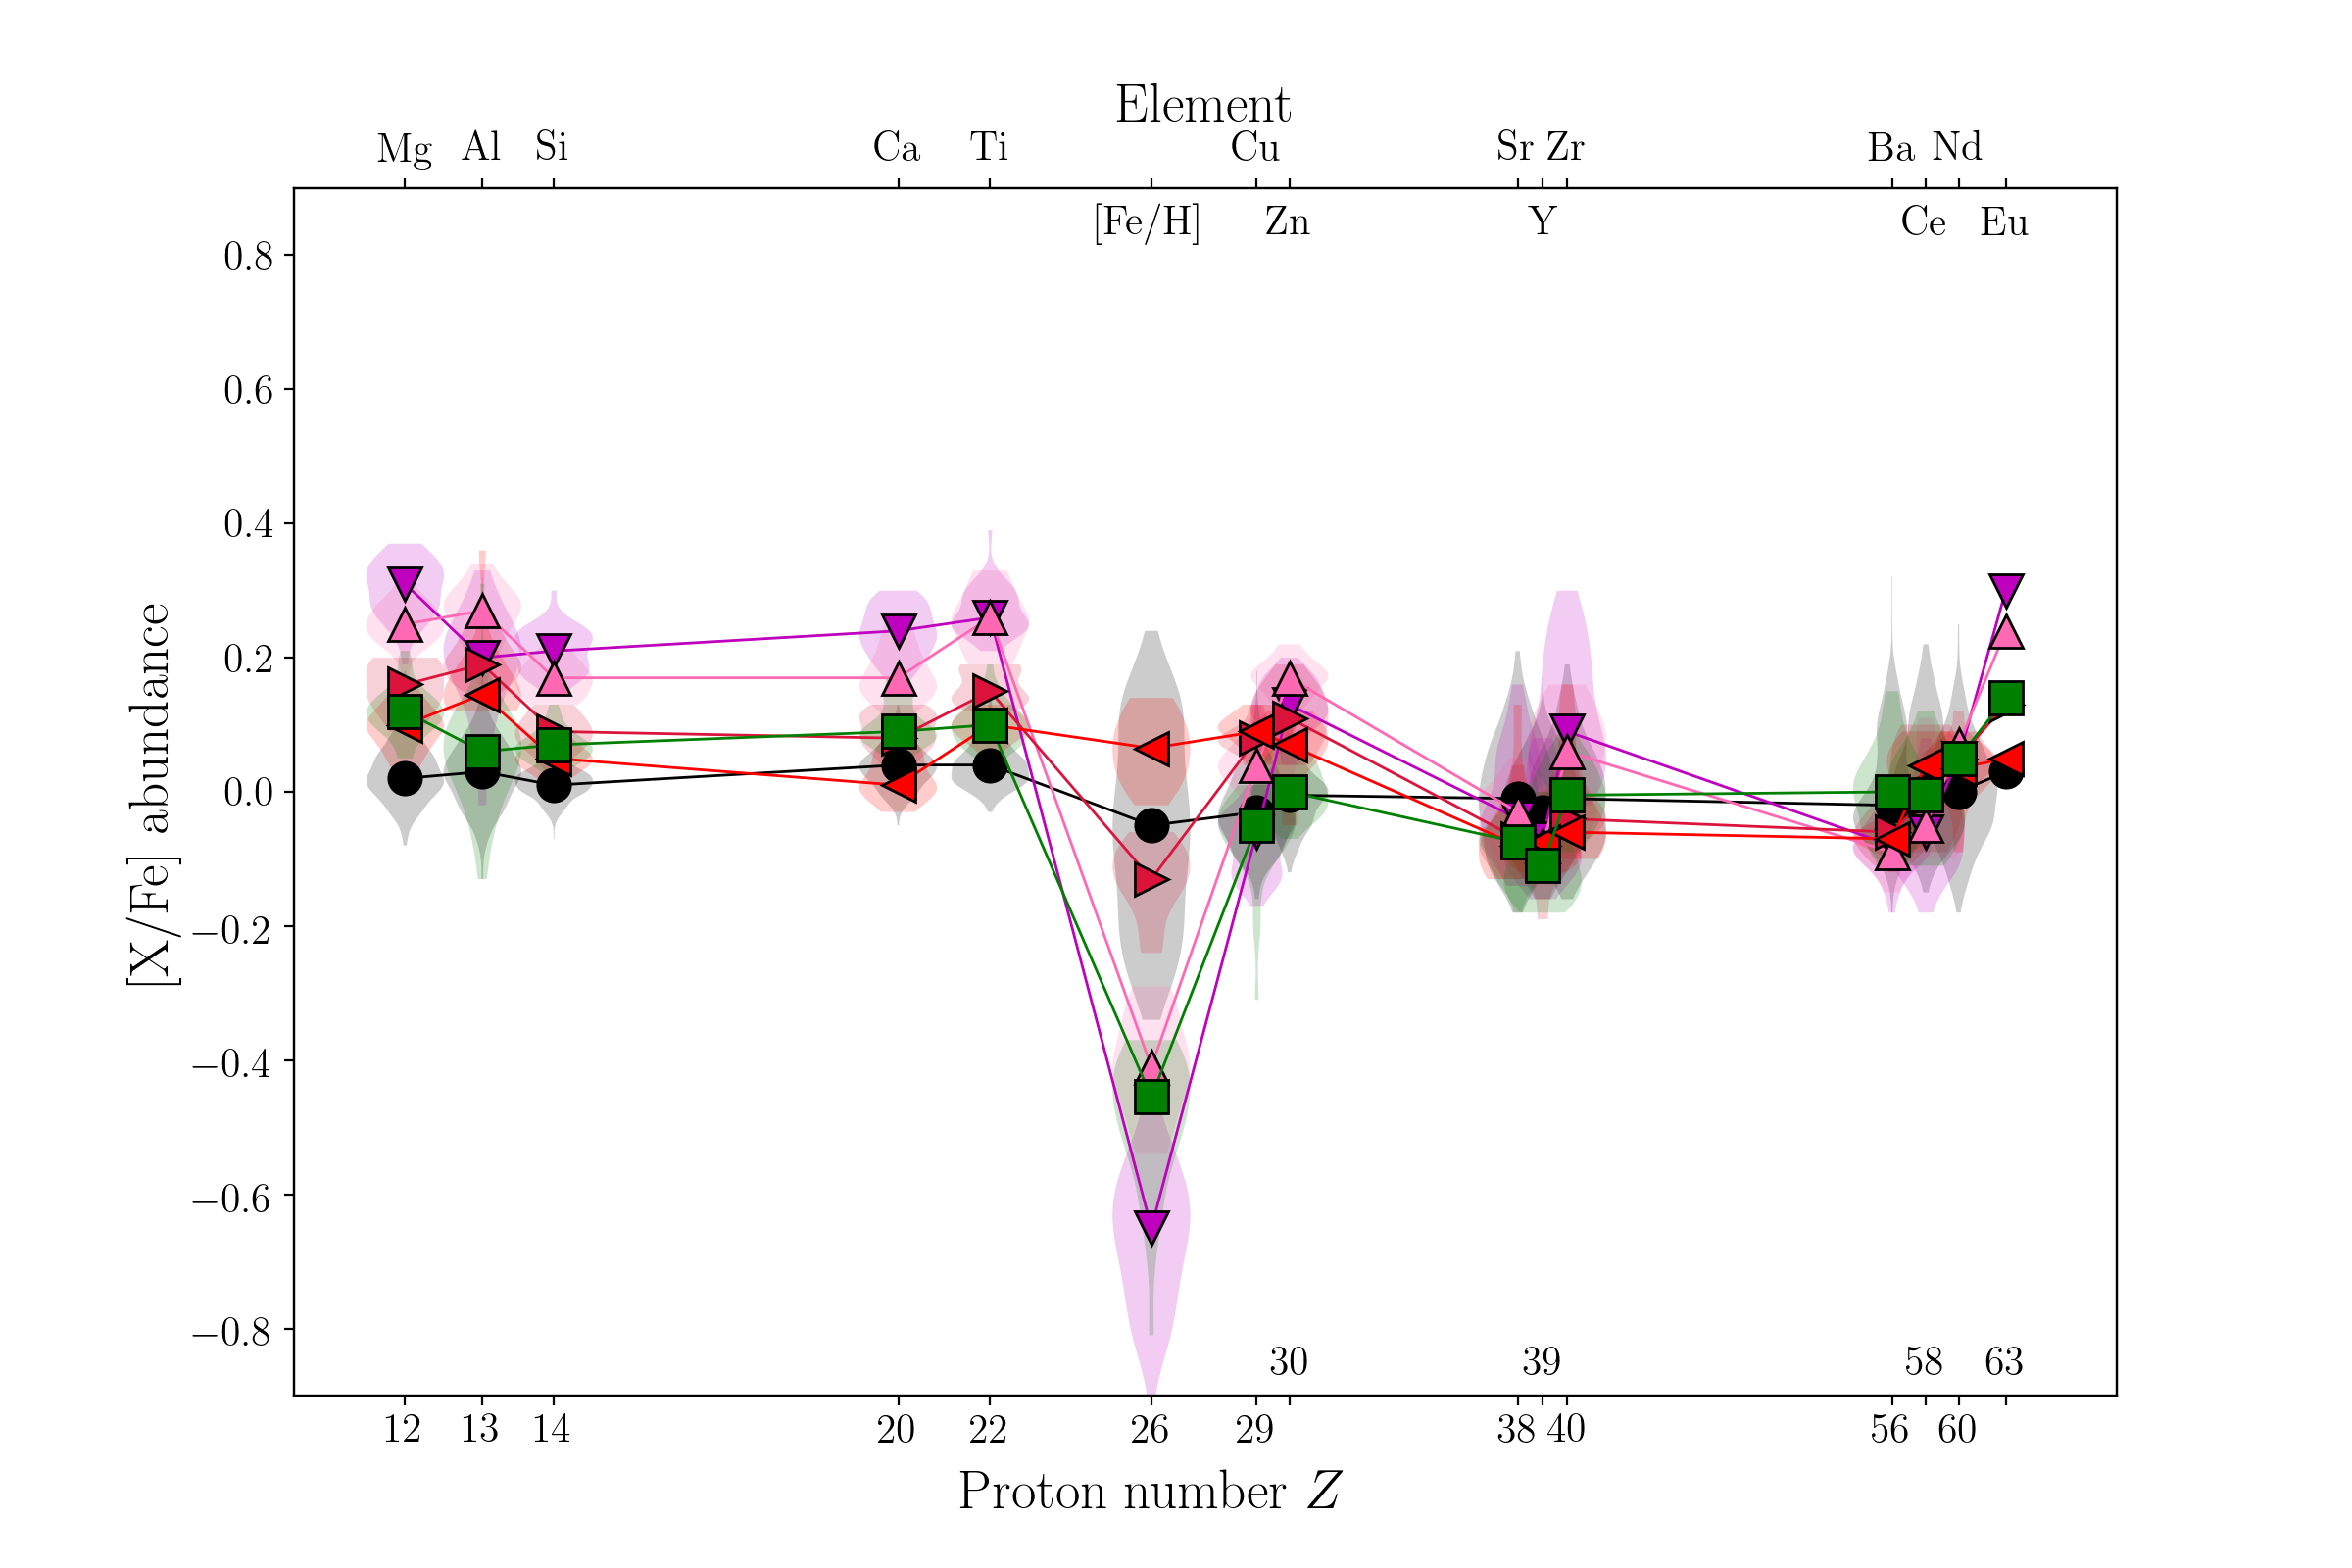 Element
Mg Al Si Ca Ti Cu Sr Zr Ba Nd
[Fe/H] Zn Y Ce Eu
0.8
0.6
0.4
0.2
0.0
−0.2
−0.4
−0.6
−0.8
[X/Fe] abundance
30 39 58 63
12 13 14 20 22 26 29 38 40 56 60
Proton number Z